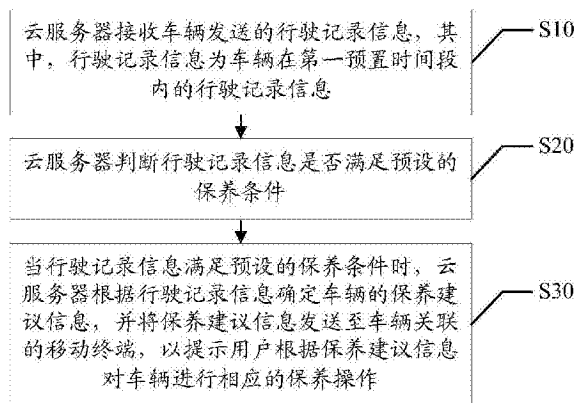 云服务器接收车辆发送的行驶记录信息，其
中，行驶记录信息为车辆在第一预置时间段
内的行驶记录信息
S10
云服务器判断行驶记录信息是否满足预设的
保养条件
S20
当行驶记录信息满足预设的保养条件时，云
服务器根据行驶记录信息确定车辆的保养建
议信息，并将保养建议信息发送至车辆关联
的移动终端，以提示用户根据保养建议信息
对车辆进行相应的保养操作
S30